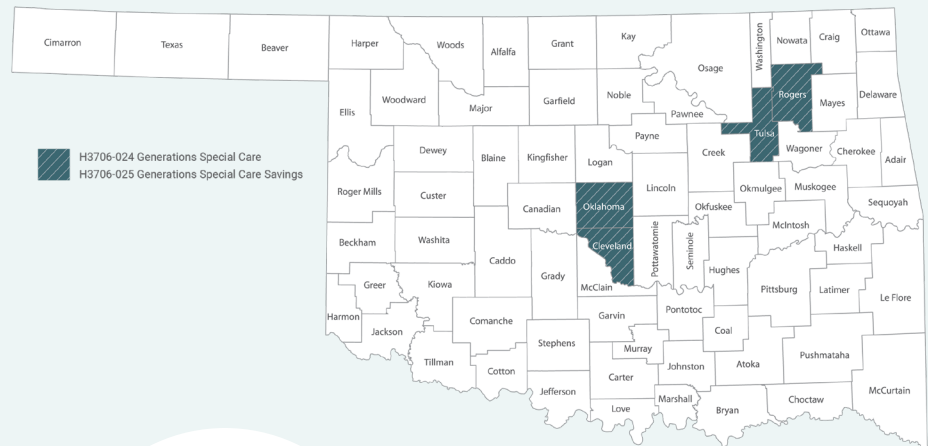 Cimarron
Texas
Beaver
Harper
Woods
Alfalfa
Grant
Kay
Osage
Washington
Nowata
Craig
Ottawa
Ellis
Woodward
Major
Garfield
Noble
Pawnee
Rogers
Mayes
Delaware
H3706-024 Generations Special Care
H3706-025 Generations Special Care Savings
Dewey
Blaine
Kingfisher
Logan
Payne
Creek
Tulsa
Wagoner
Cherokee
Adair
Roger Mills
Custer
Canadian
Oklahoma
Lincoln
Okfuskee
Okmulgee
Muskogee
Sequoyah
Beckham
Washita
Caddo
Grady
Cleveland
McClain
Pottawatomie
Seminole
Hughes
McIntosh
Haskell
Pittsburg
Latimer
Le Flore
Greer
Kiowa
Harmon
Jackson
Comanche
Stephens
Garvin
Pontotoc
Coal
Tillman
Cotton
Murray
Johnston
Atoka
Pushmataha
McCurtain
Jefferson
Carter
Love
Marshall
Bryan
Choctaw